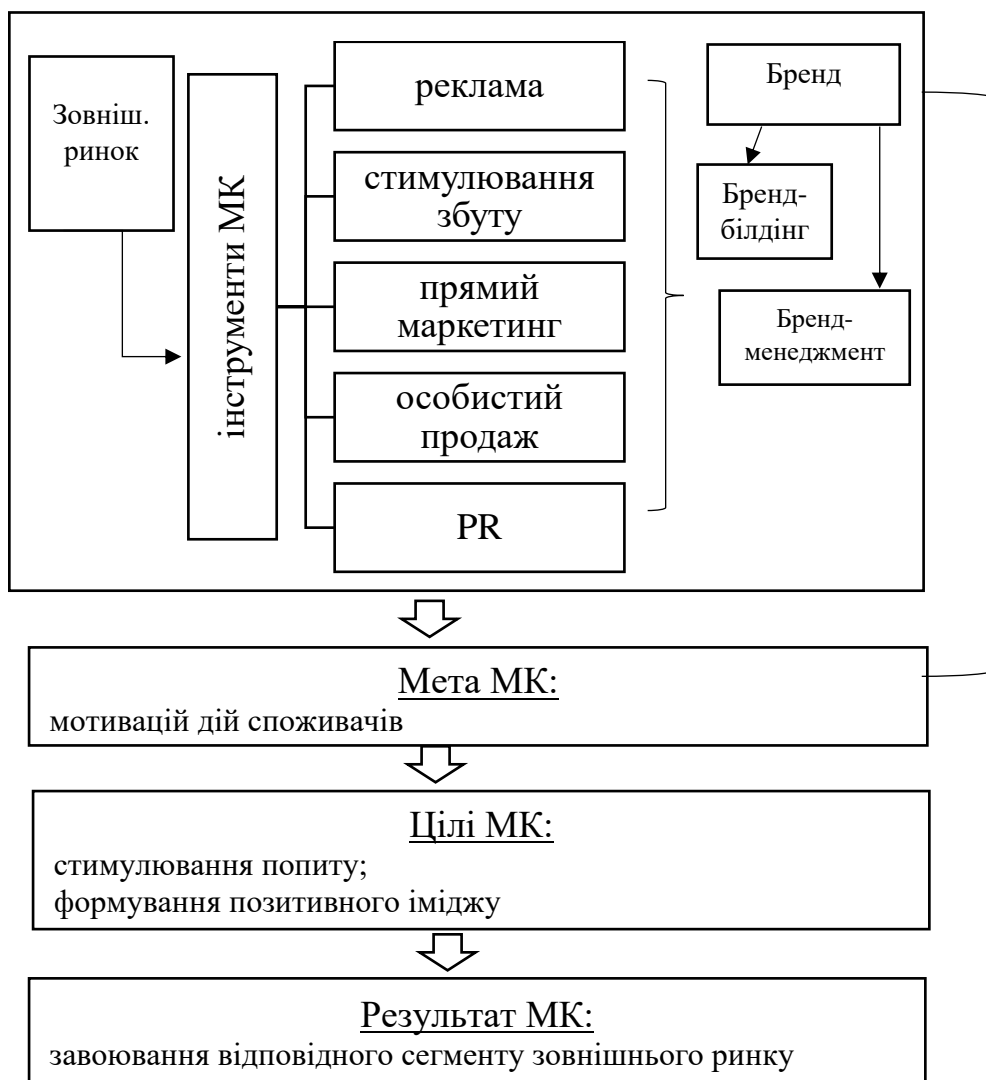 Зовніш.
ринок
інструменти МК
реклама
стимулювання
збуту
прямий
маркетинг
особистий
продаж
PR
Бренд
Бренд-
білдінг
Бренд-
менеджмент
Мета МК:
мотивацій дій споживачів
Цілі МК:
стимулювання попиту;
формування позитивного іміджу
Результат МК:
завоювання відповідного сегменту зовнішнього ринку